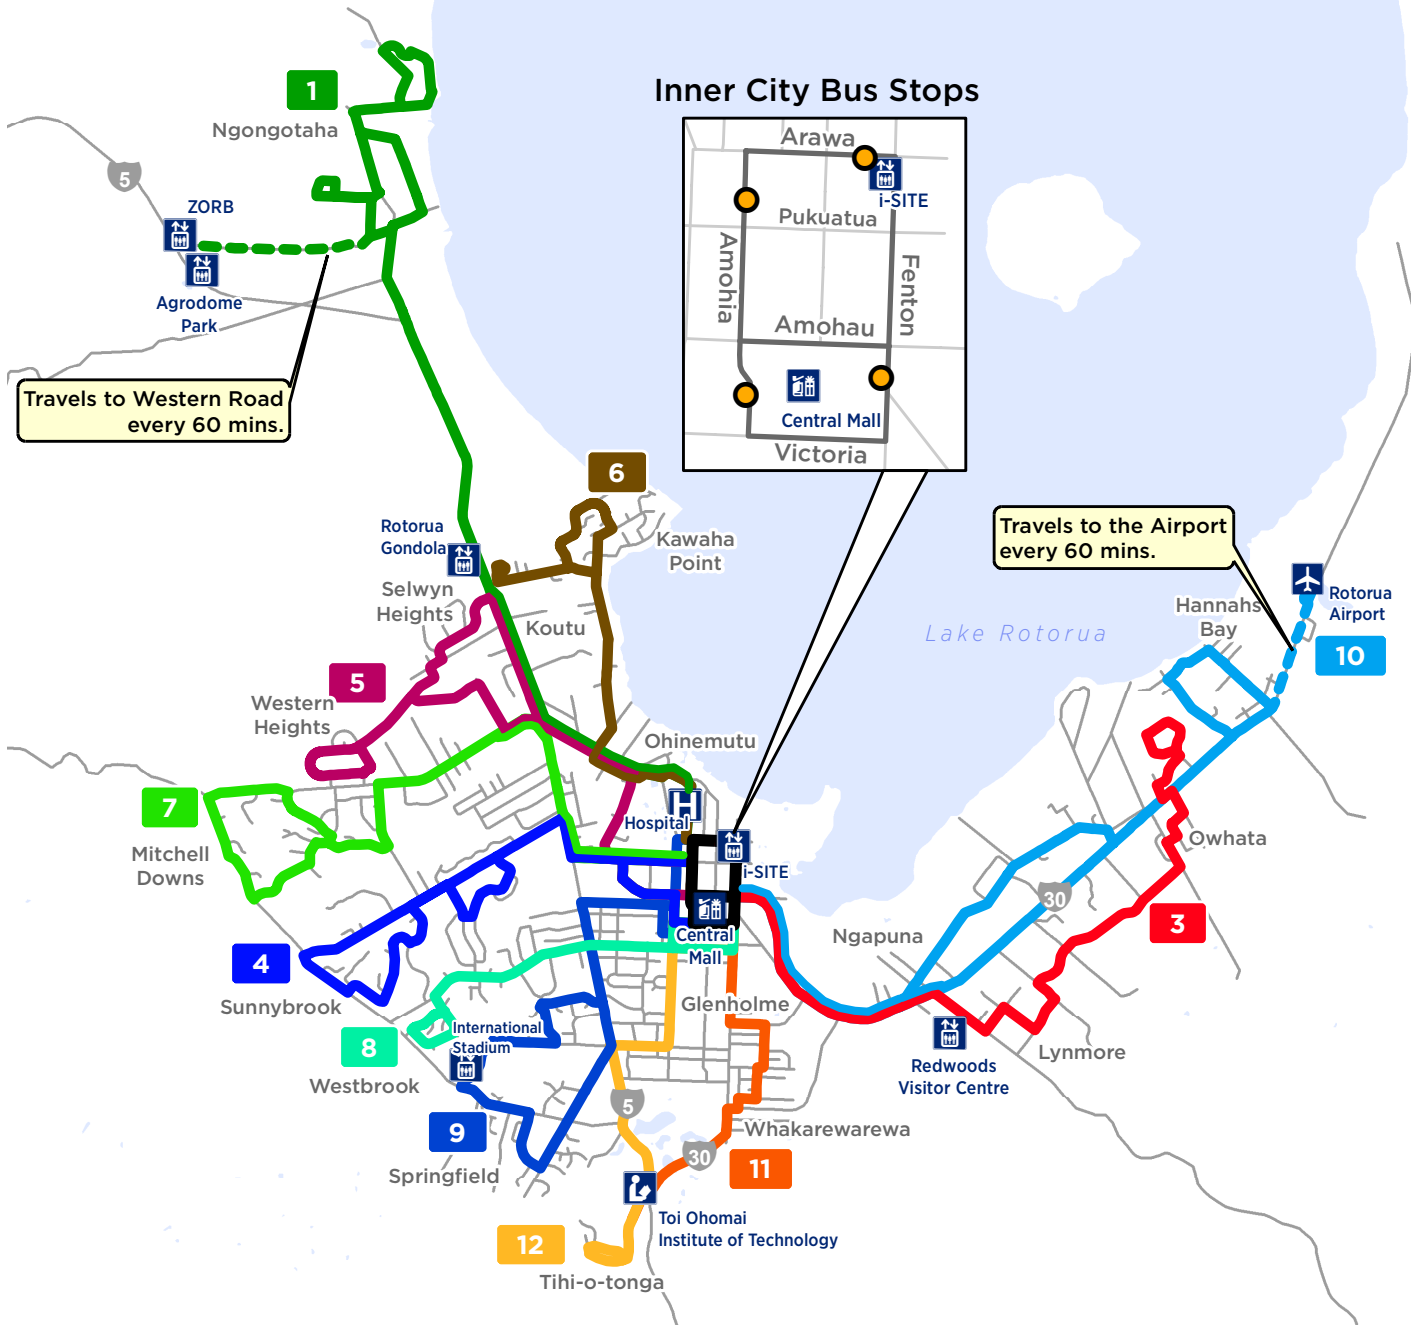 Inner City Bus Stops
1
Ngongotaha
5
ZORB
Agrodome
Park
Travels to Western Road
every 60 mins.
Arawa
i-SITE
Pukuatua
Amohia
Fenton
Amohau
Central Mall
Victoria
6
Kawaha
Point
Rotorua
Gondola
Selwyn
Heights
Koutu
5
Western
Heights
Ohinemutu
Lake Rotorua
Travels to the Airport
every 60 mins.
Hannahs
Bay
Rotorua
Airport
10
7
Mitchell
Downs
H
Hospital
i-SITE
Central
Mall
Owhata
30
3
Ngapuna
4
Sunnybrook
Glenholme
8
Westbrook
International
Stadium
Redwoods
Visitor Centre
Lynmore
9
Springfield
5
Whakarewarewa
30
11
Toi Ohomai
Institute of Technology
12
Tihi-o-tonga